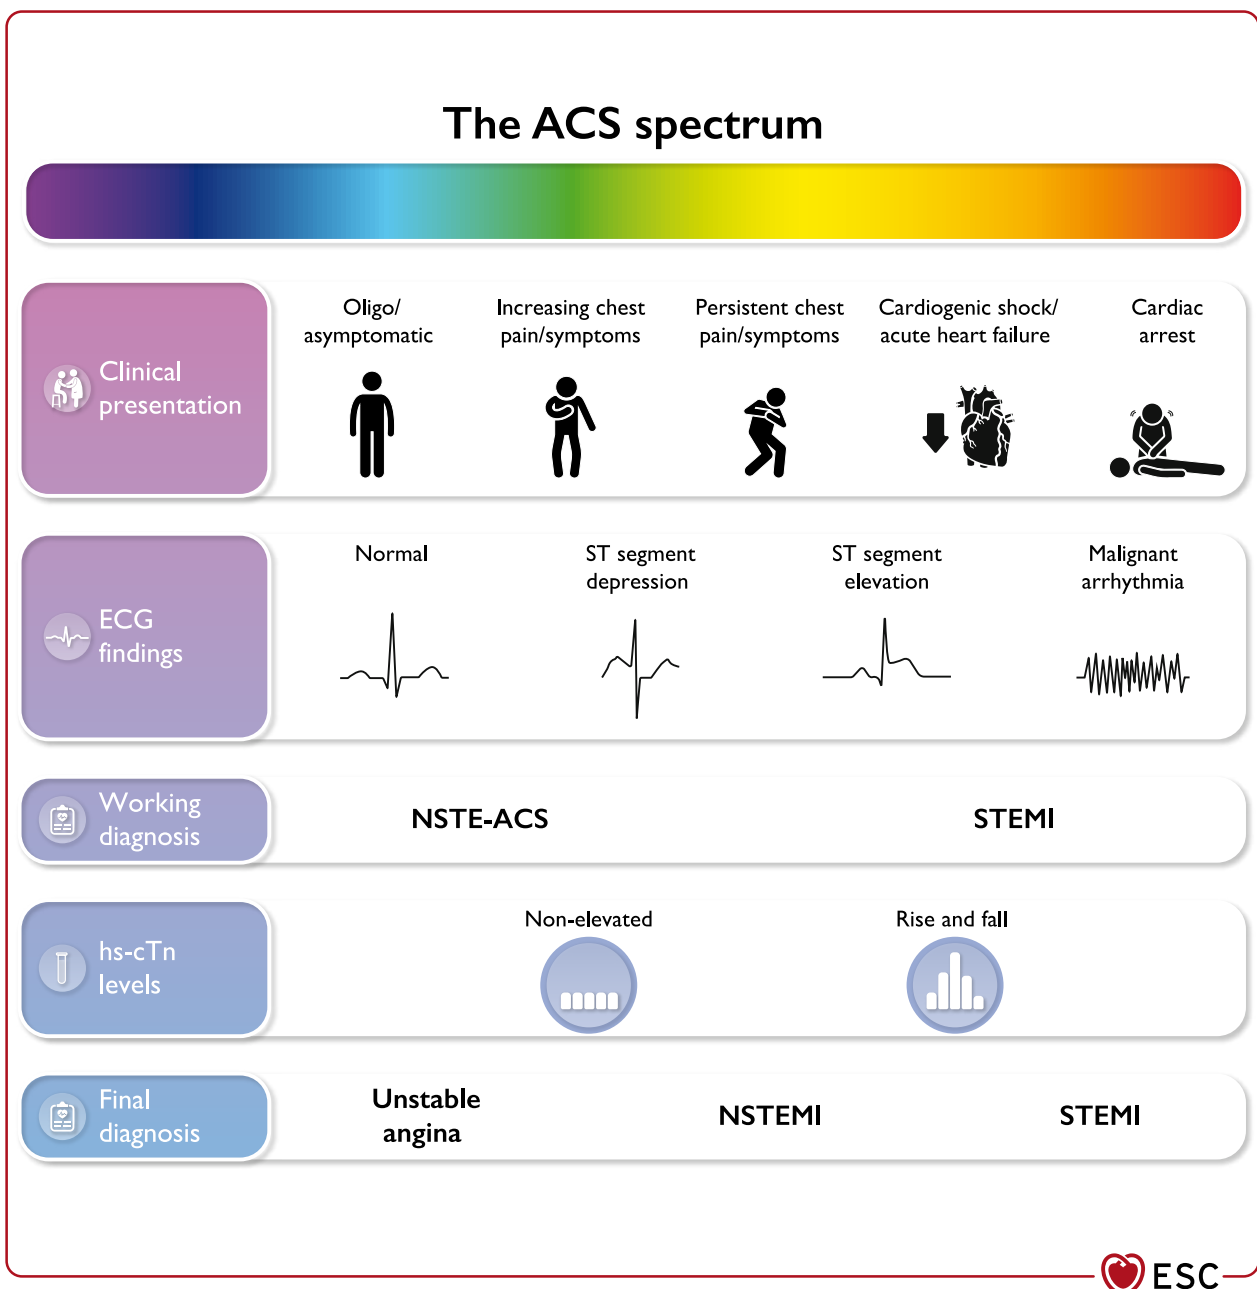 The ACS spectrum
Clinical
presentation
Oligo/
asymptomatic
Increasing chest
pain/symptoms
Persistent chest
pain/symptoms
Cardiogenic shock/
acute heart failure
Cardiac
arrest
ECG
findings
Normal
ST segment
depression
ST segment
elevation
Malignant
arrhythmia
Working
diagnosis
NSTE-ACS
STEMI
hs-cTn
levels
Non-elevated
Rise and fall
Final
diagnosis
Unstable
angina
NSTEMI
STEMI
ESC